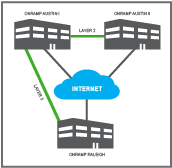 ONRAMP AUSTIN I
ONRAMP AUSTIN II
LAYER 2
INTERNET
LAYER 2
ONRAMP RALEIGH